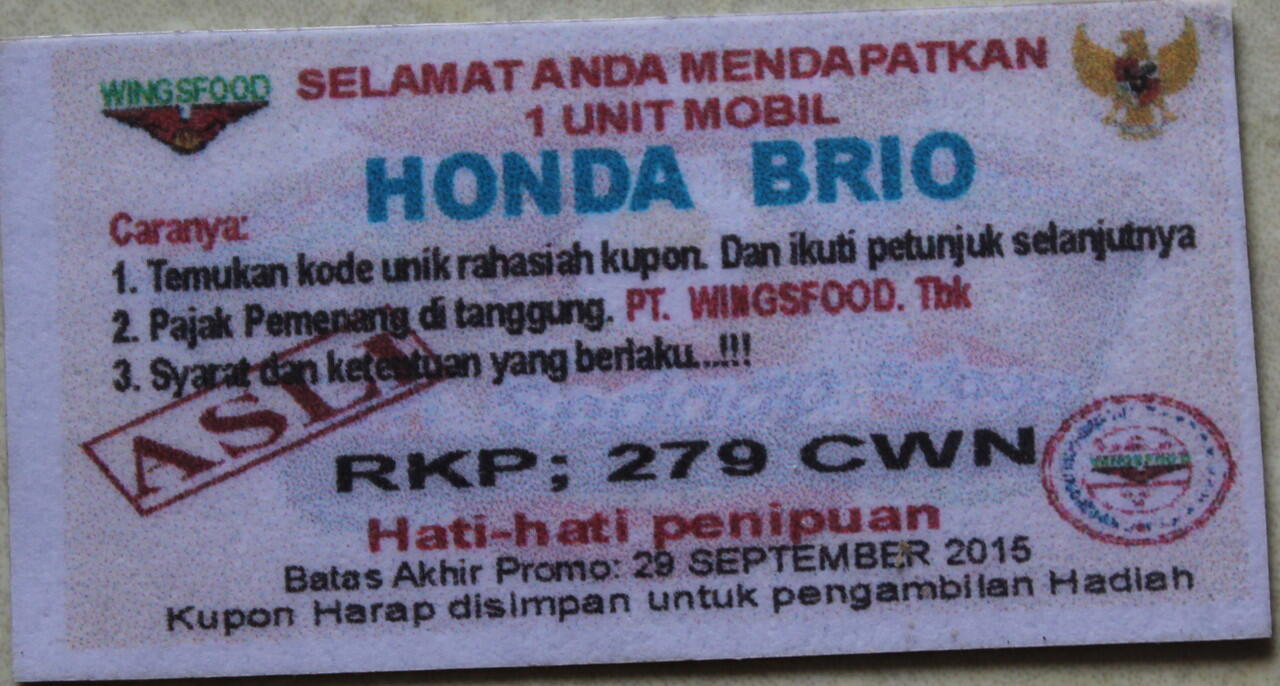 WINGSFOOD
SELAMAT ANDA MENDAPATKAN
1 UNIT MOBIL
HONDA BRIO
Caranya:
1. Temukan kode unik rahasiah kupon. Dan ikuti petunjuk selanjutnya
2. Pajak Pemenang di tanggung. PT. WINGSFOOD. Tbk
3. Syarat dan ketentuan yang berlaku...!!!
ASLI
RKP; 279 CWN
Hati-hati penipuan
Batas Akhir Promo: 29 SEPTEMBER 2015
Kupon Harap disimpan untuk pengambilan Hadiah